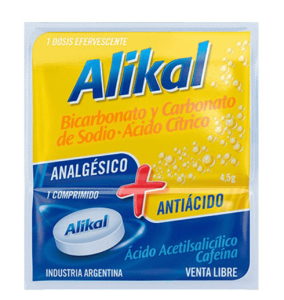 1 DOSIS EFERVESCENTE
Alikal
Bicarbonato y Carbonato
de Sodio • Ácido Cítrico
4.5g
ANALGÉSICO
1 COMPRIMIDO
+
ANTIÁCIDO
Alikal
Ácido Acetilsalicílico
Cafeína
INDUSTRIA ARGENTINA
VENTA LIBRE